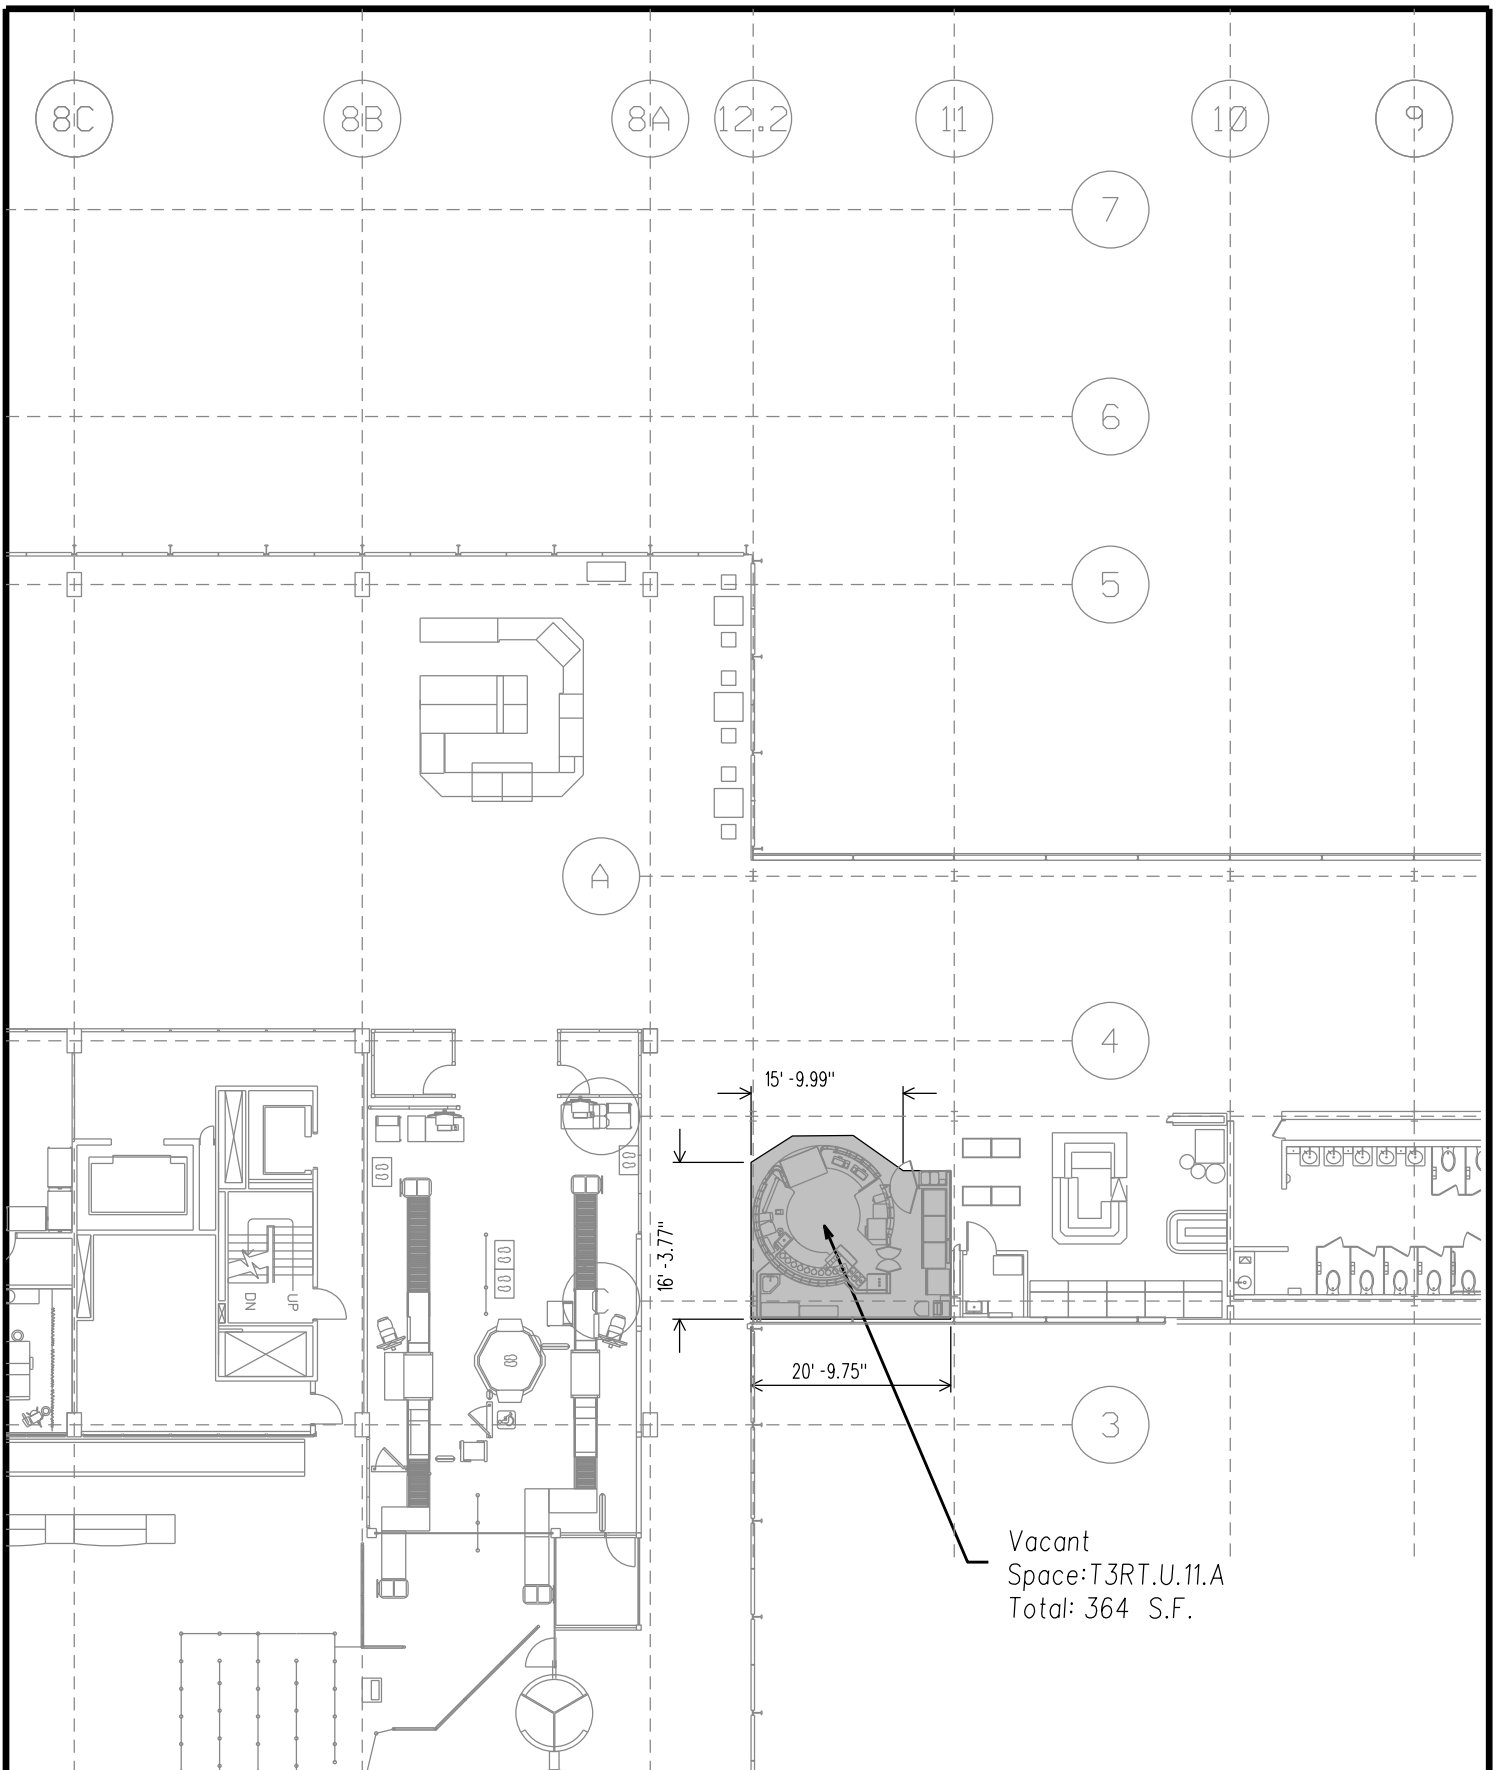 8C
8B
8A
12.2
11
10
9
7
6
5
A
4
15' -9.99"
16' -3.77"
20' -9.75"
DN
UP
3
Vacant
Space:T3RT.U.11.A
Total: 364 S.F.